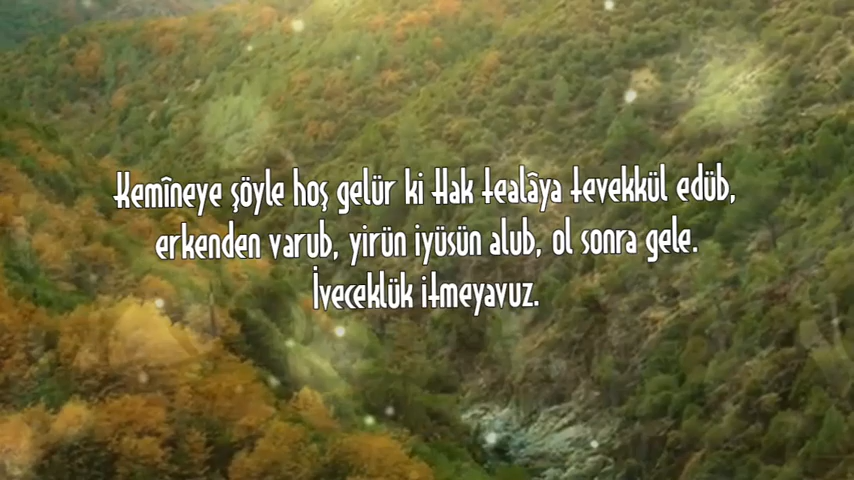 Kemîneye şöyle hoş gelür ki Hak tealâya tevekkül edüb,
erkenden varub, yirün iyüsün alub, ol sonra gele.
İveceklük itmeyavuz.